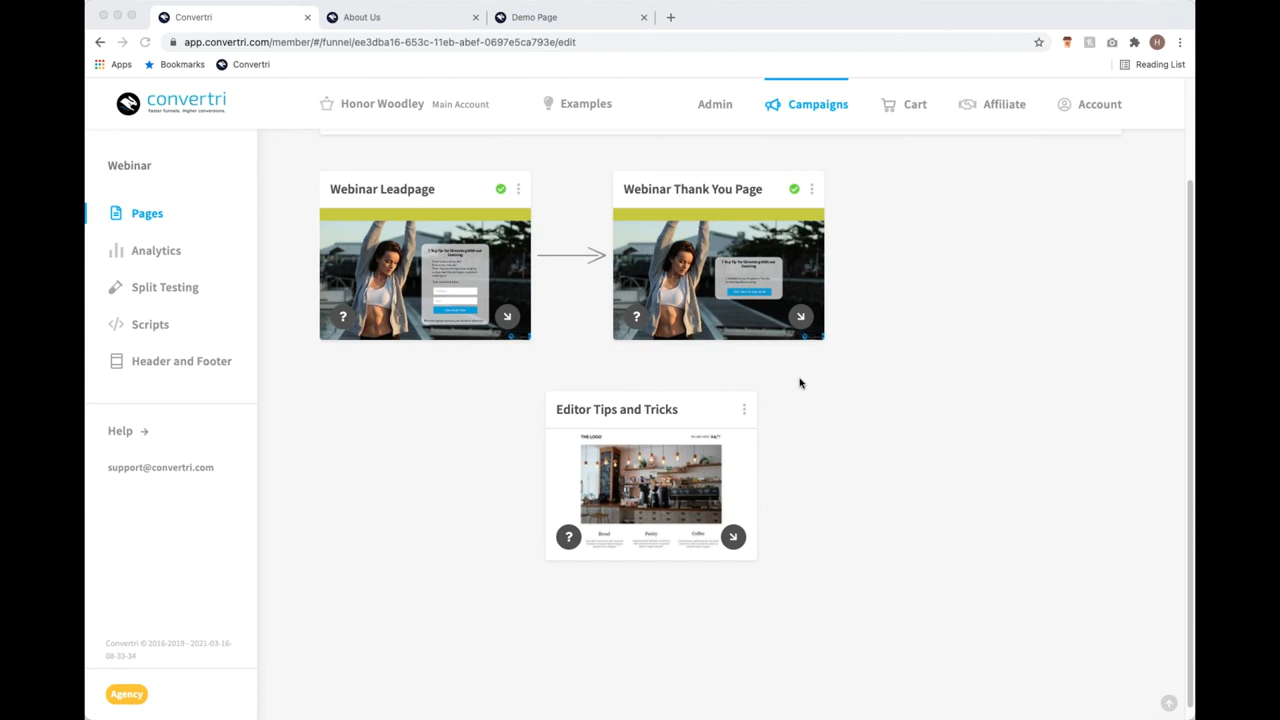 Convertri
About Us
Demo Page
app.convertri.com/member/#/funnel/ee3dba16-653c-11eb-abef-0697e5ca793e/edit
H
Apps
Bookmarks
Convertri
Reading List
convertri
Faster funnels. Higher conversions.
Honor Woodley
Main Account
Examples
Admin
Campaigns
Cart
Affiliate
Account
Webinar
Pages
Analytics
Split Testing
Scripts
Header and Footer
Help
support@convertri.com
Convertri © 2016-2019 - 2021-03-16-
08-33-34
Agency
Webinar Leadpage
?
Webinar Thank You Page
?
Editor Tips and Tricks
THE LOGO
Bread
Pastry
Coffee
?